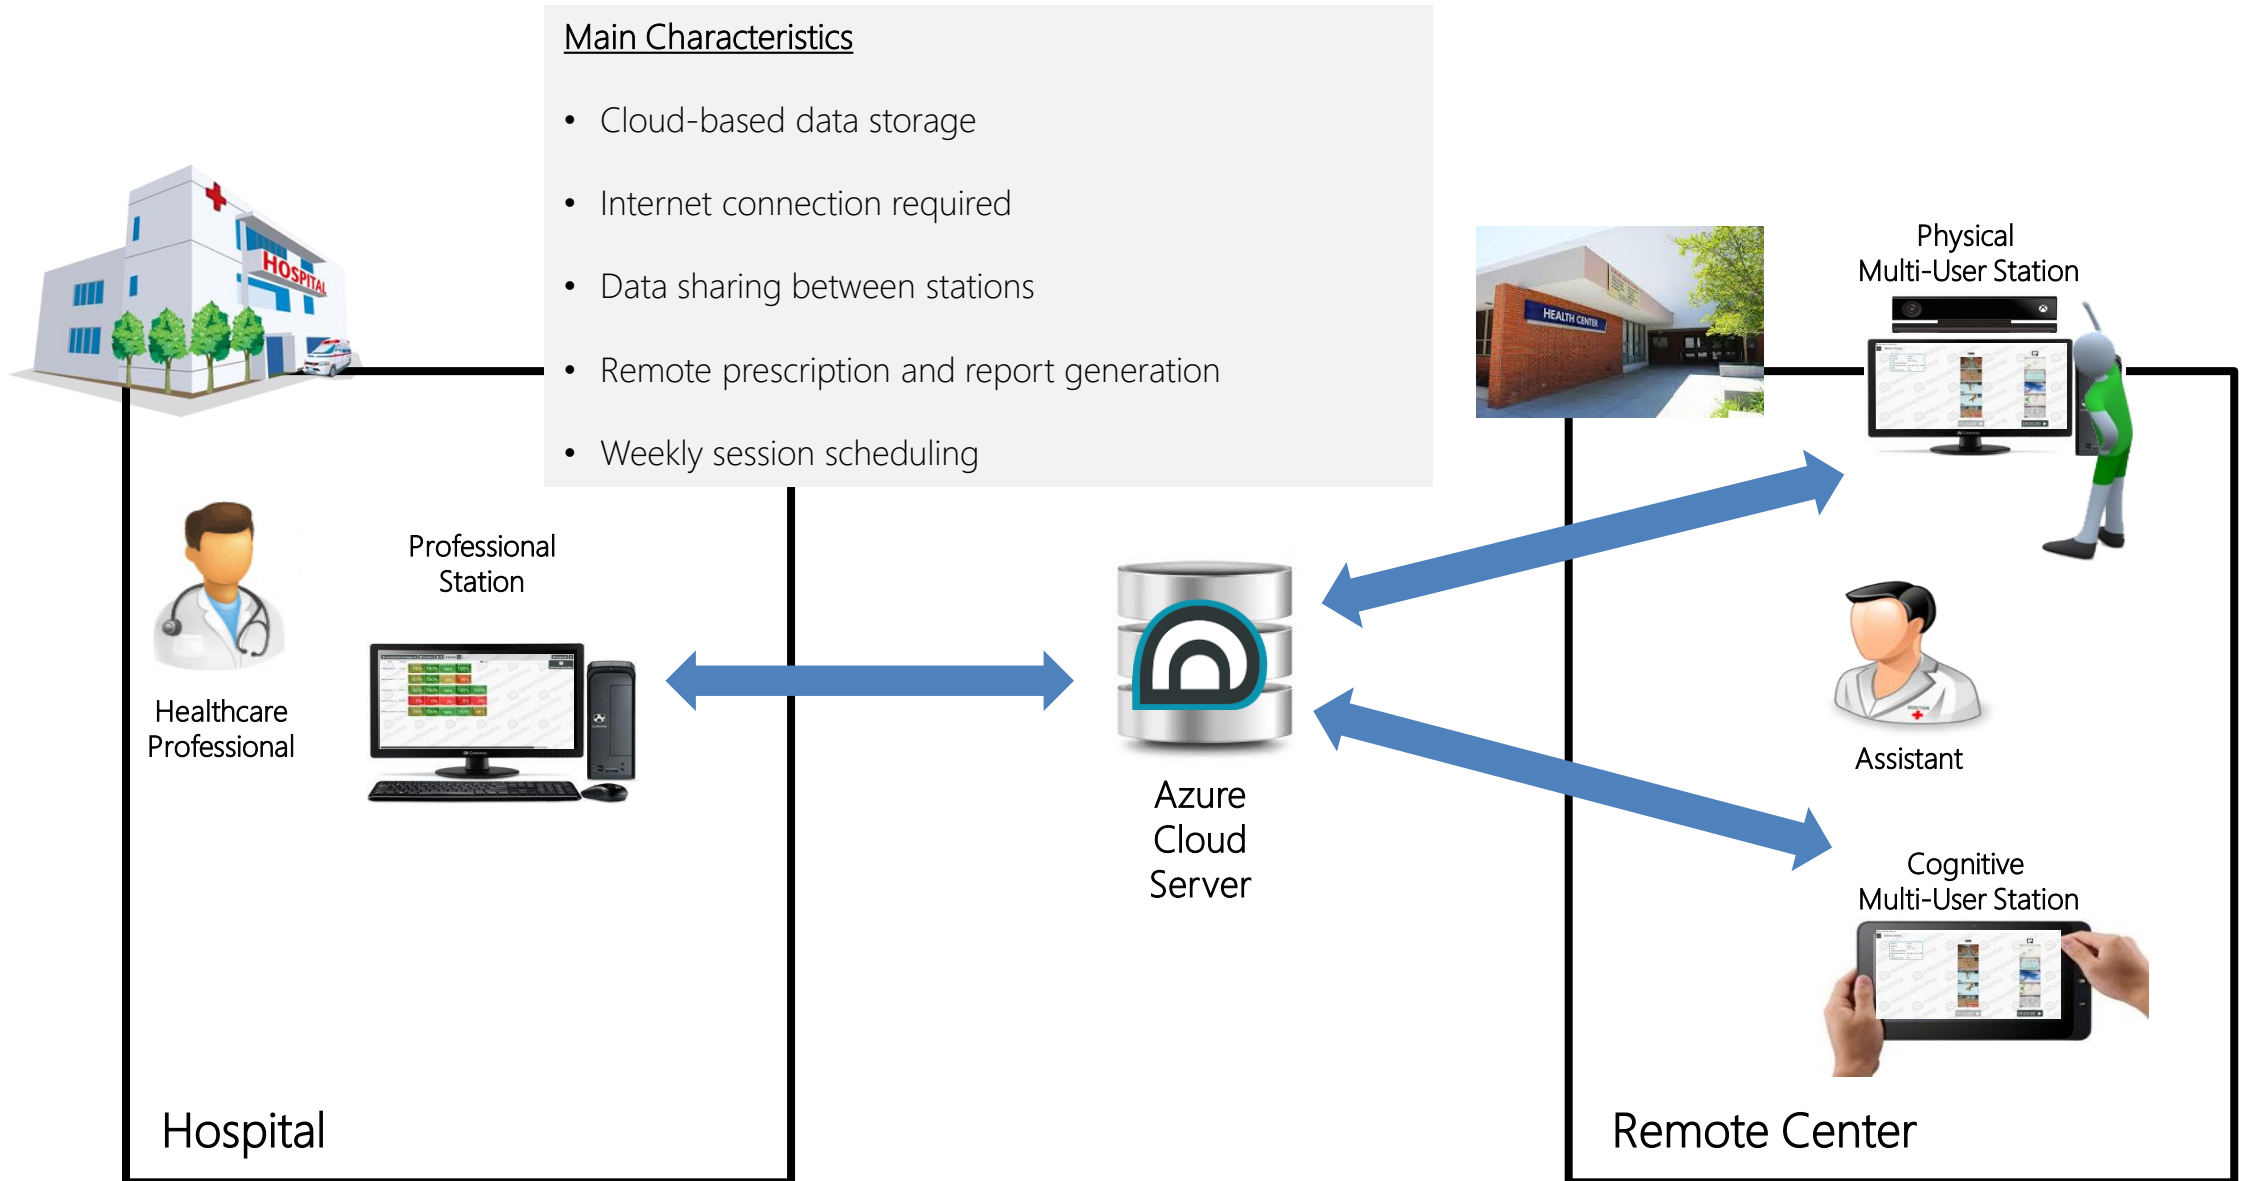 Main Characteristics
• Cloud-based data storage
• Internet connection required
• Data sharing between stations
• Remote prescription and report generation
• Weekly session scheduling
HOSPITAL
HEALTH CENTER
Physical
Multi-User Station
Professional
Station
Healthcare
Professional
Azure
Cloud
Server
DOCTOR
Assistant
Cognitive
Multi-User Station
Hospital
Remote Center